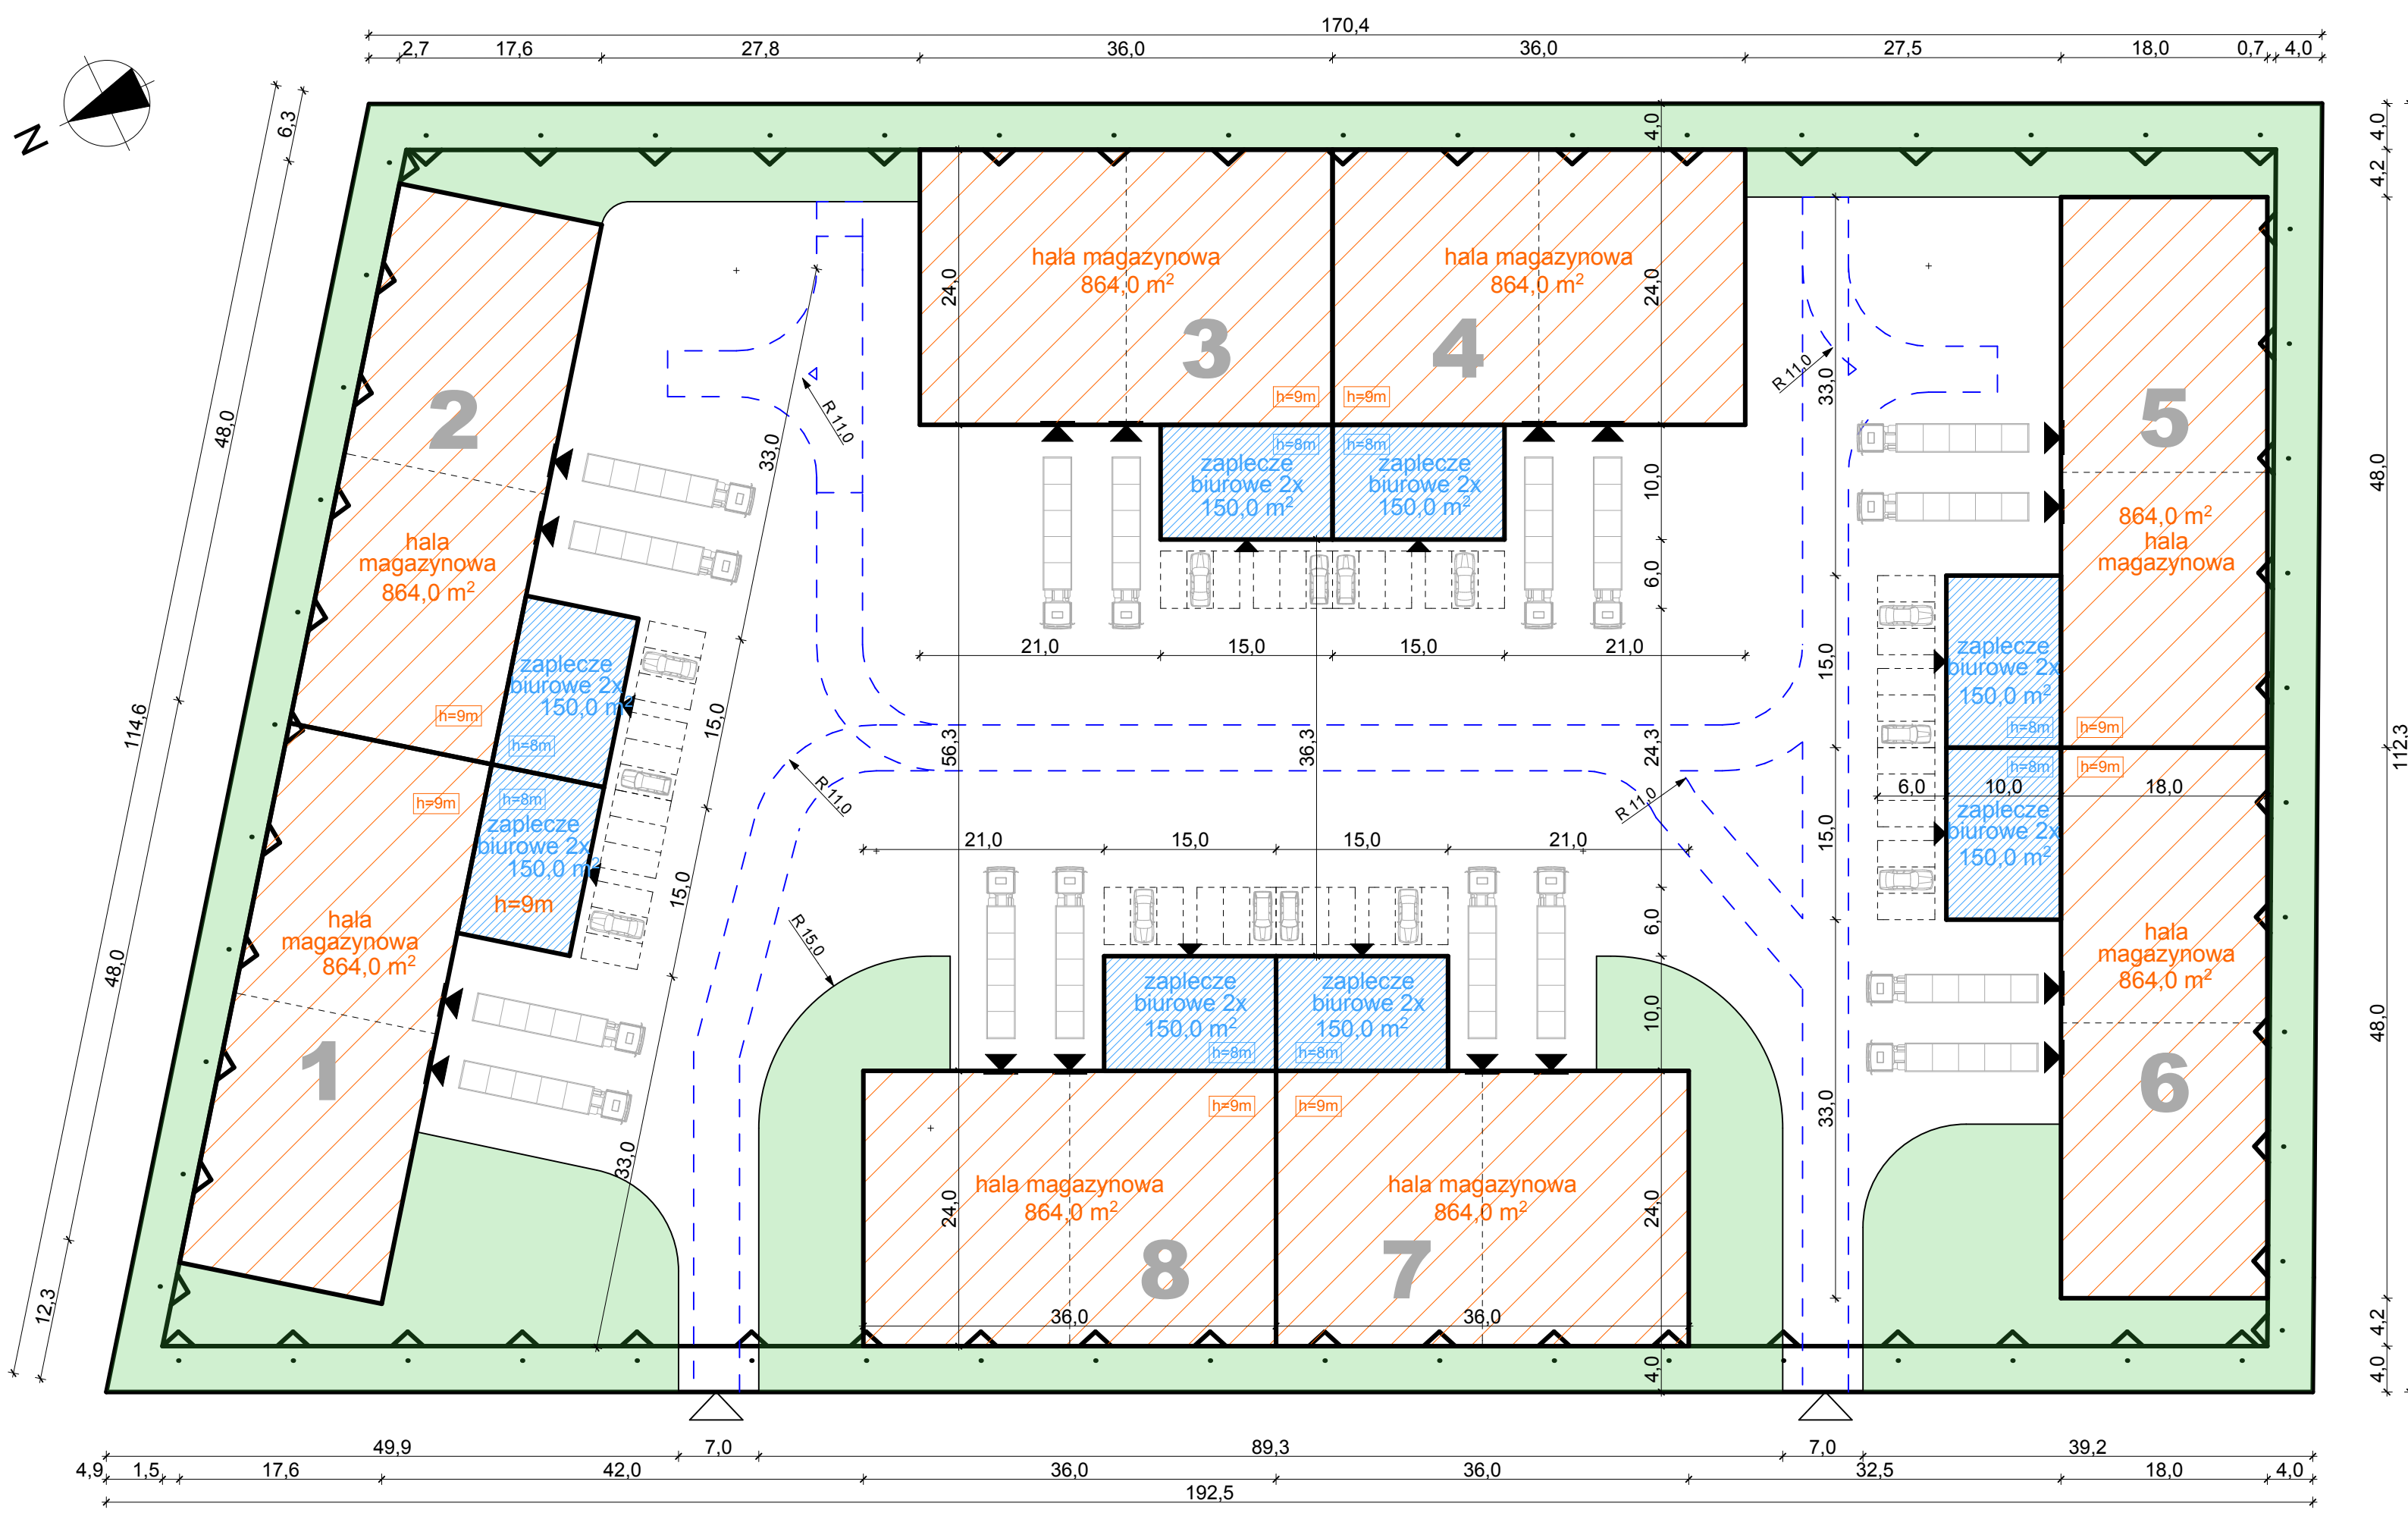 170,4
2,7 17,6 27,8 36,0 36,0 27,5 18,0 0,7 4,0
N
6,3
48,0
114,6
48,0
12,3
4,0
4,2
48,0
112,3
48,0
4,2
4,0
2
hala
magazynowa
864,0 m²
h=9m
zaplecze
biurowe 2x
150,0 m²
h=8m
h=9m
h=8m
zaplecze
biurowe 2x
150,0 m²
h=9m
hala
magazynowa
864,0 m²
1
33,0
15,0
15,0
33,0
R 11,0
R 11,0
R 15,0
hala magazynowa
864,0 m²
3
h=9m
24,0
h=8m
zaplecze
biurowe 2x
150,0 m²
hala magazynowa
864,0 m²
4
h=9m
4,0
24,0
h=8m
zaplecze
biurowe 2x
150,0 m²
10,0
6,0
21,0 15,0 15,0 21,0
56,3
36,3
24,3
R 11,0
R 11,0
33,0
15,0
15,0
33,0
5
864,0 m²
hala
magazynowa
zaplecze
biurowe 2x
150,0 m²
h=8m
h=9m
h=8m
h=9m
6,0 10,0 18,0
zaplecze
biurowe 2x
150,0 m²
hala
magazynowa
864,0 m²
6
21,0 15,0 15,0 21,0
6,0
10,0
zaplecze
biurowe 2x
150,0 m²
h=8m
zaplecze
biurowe 2x
150,0 m²
h=8m
h=9m
h=9m
hala magazynowa
864,0 m²
24,0
8
36,0
hala magazynowa
864,0 m²
24,0
7
36,0
4,0
49,9 7,0 89,3 7,0 39,2
4,9 1,5 17,6 42,0 36,0 36,0 32,5 18,0 4,0
192,5